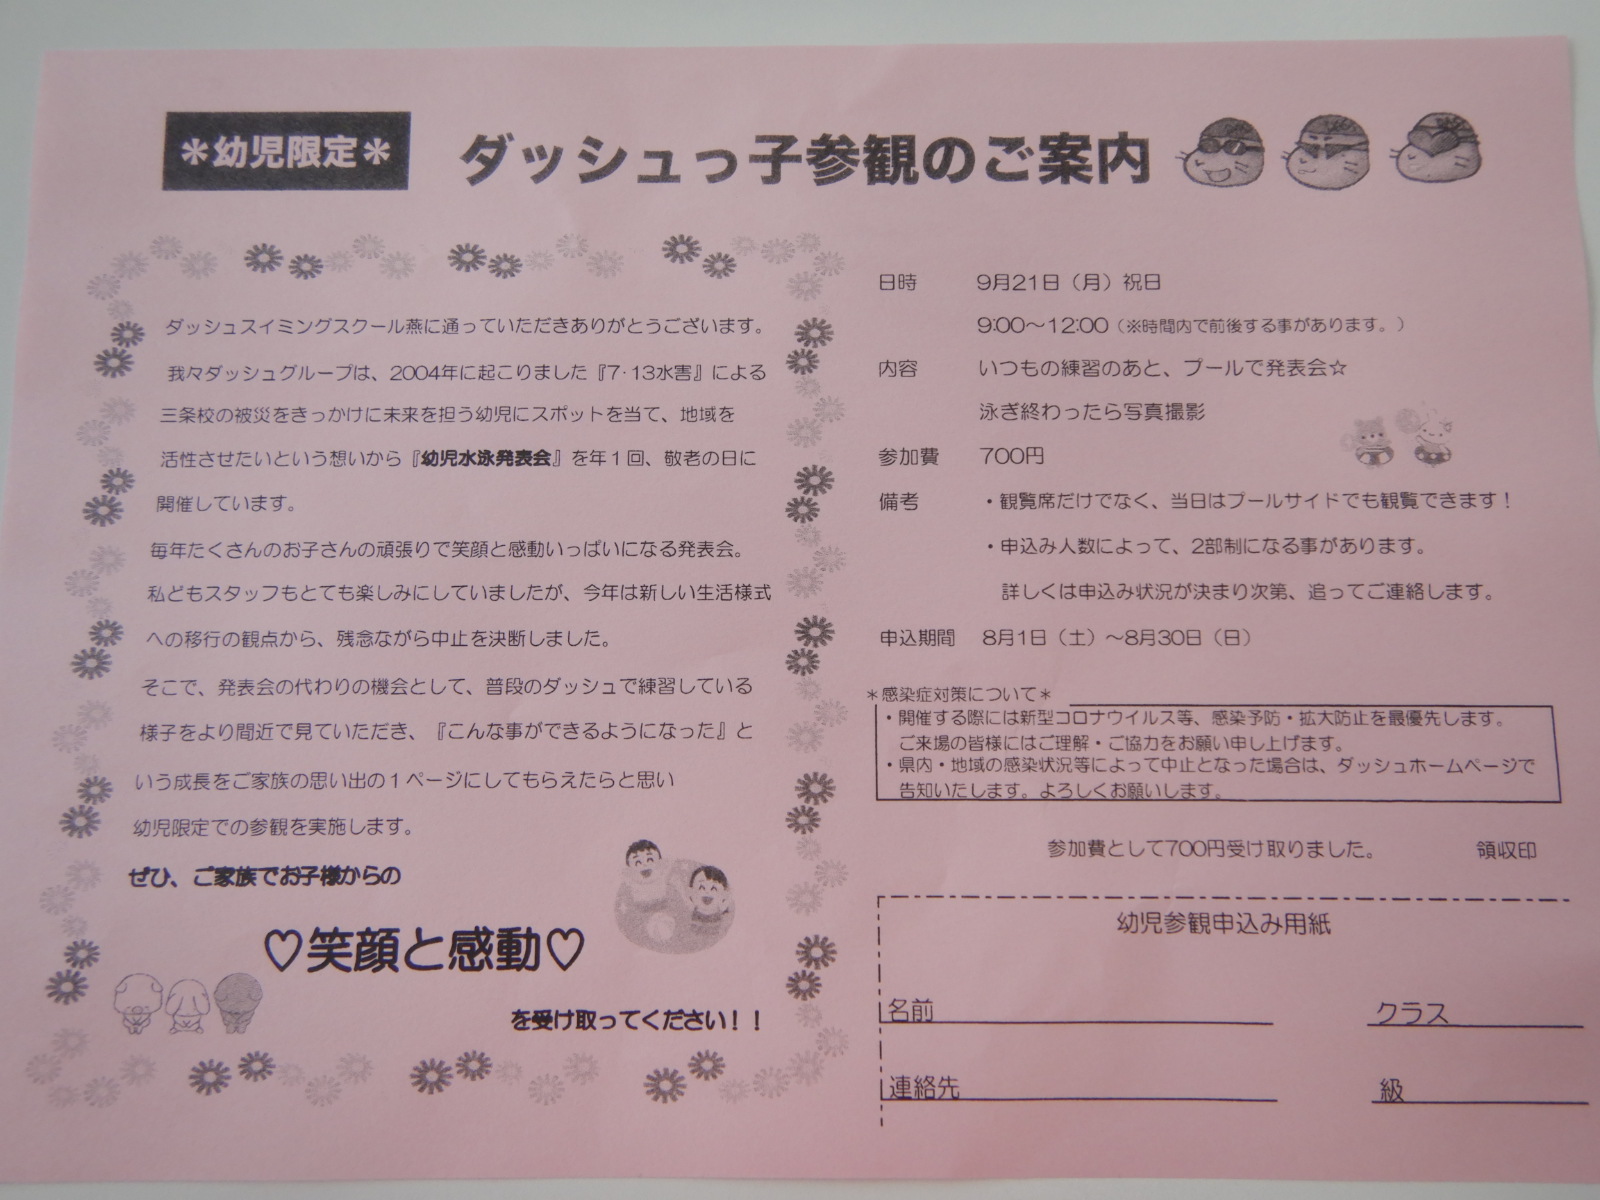 ＊幼児限定＊
ダッシュっ子参観のご案内
ダッシュスイミングスクール燕に通っていただきありがとうございます。
我々ダッシュグループは、2004年に起こりました『7・13水害』による
三条校の被災をきっかけに未来を担う幼児にスポットを当て、地域を
活性させたいという想いから『幼児水泳発表会』を年１回、敬老の日に
開催しています。
毎年たくさんのお子さんの頑張りで笑顔と感動いっぱいになる発表会。
私どもスタッフもとても楽しみにしていましたが、今年は新しい生活様式
への移行の観点から、残念ながら中止を決断しました。
そこで、発表会の代わりの機会として、普段のダッシュで練習している
様子をより間近で見ていただき、『こんな事ができるようになった』と
いう成長をご家族の思い出の１ページにしてもらえたらと思い
幼児限定での参観を実施します。
ぜひ、ご家族でお子様からの
♡笑顔と感動♡
を受け取ってください！！
日時 9月21日（月）祝日
9:00～12:00（※時間内で前後する事があります。）
内容 いつもの練習のあと、プールで発表会☆
泳ぎ終わったら写真撮影
参加費 700円
備考 ・観覧席だけでなく、当日はプールサイドでも観覧できます！
・申込み人数によって、2部制になる事があります。
詳しくは申込み状況が決まり次第、追ってご連絡します。
申込期間 8月1日（土）～8月30日（日）
＊感染症対策について＊
・開催する際には新型コロナウイルス等、感染予防・拡大防止を最優先します。
ご来場の皆様にはご理解・ご協力をお願い申し上げます。
・県内・地域の感染状況等によって中止となった場合は、ダッシュホームページで
告知いたします。よろしくお願いします。
参加費として700円受け取りました。 領収印
幼児参観申込み用紙
名前 クラス
連絡先 級